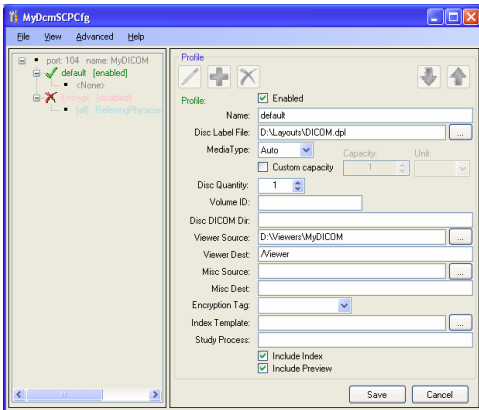 MyDcmSCPCfg
File View Advanced Help
port: 104 name: MyDICOM
default [enabled]
<None>
Encrypt [disabled]
[all] ReferringPhysician
Profile
Profile:
Enabled
Name: default
Disc Label File: D:\Layouts\DICOM.dpl ...
MediaType: Auto Capacity: Unit:
Custom capacity 1
Disc Quantity: 1
Volume ID:
Disc DICOM Dir:
Viewer Source: D:\Viewers\MyDICOM ...
Viewer Dest: /Viewer
Misc Source: ...
Misc Dest:
Encryption Tag:
Index Template: ...
Study Process:
Include Index
Include Preview
Save Cancel